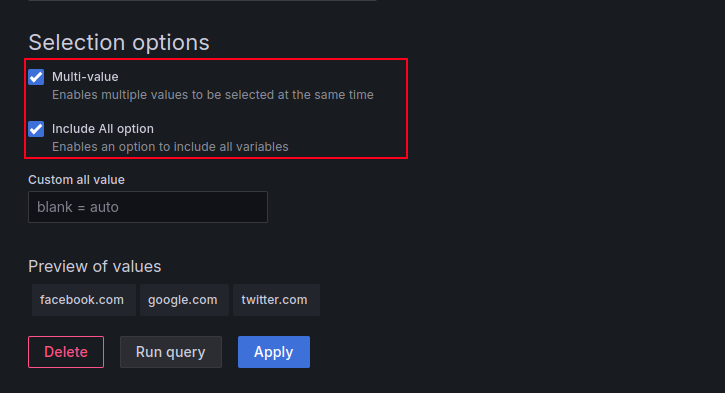 Selection options
Multi-value
Enables multiple values to be selected at the same time
Include All option
Enables an option to include all variables
Custom all value
blank = auto
Preview of values
facebook.com google.com twitter.com
Delete Run query Apply